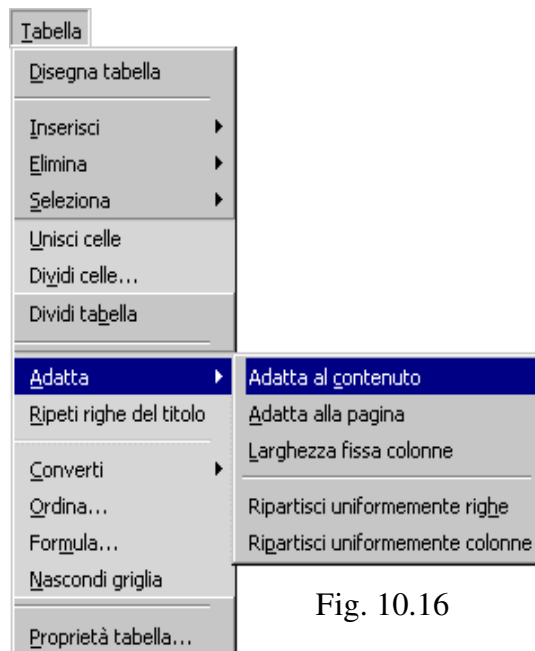 Tabella
Disegna tabella
Inserisci
Elimina
Seleziona
Unisci celle
Dividi celle...
Dividi tabella
Adatta
Adatta al contenuto
Adatta alla pagina
Ripeti righe del titolo
Larghezza fissa colonne
Converti
Ordina...
Ripartisci uniformemente righe
Formula...
Ripartisci uniformemente colonne
Nascondi griglia
Fig. 10.16
Proprietà tabella...